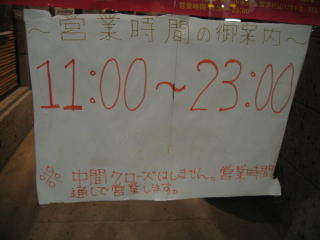 ～営業時間の御案内～
11:00～23:00
※ 中間クローズはしません。営業時間
通しで営業します。